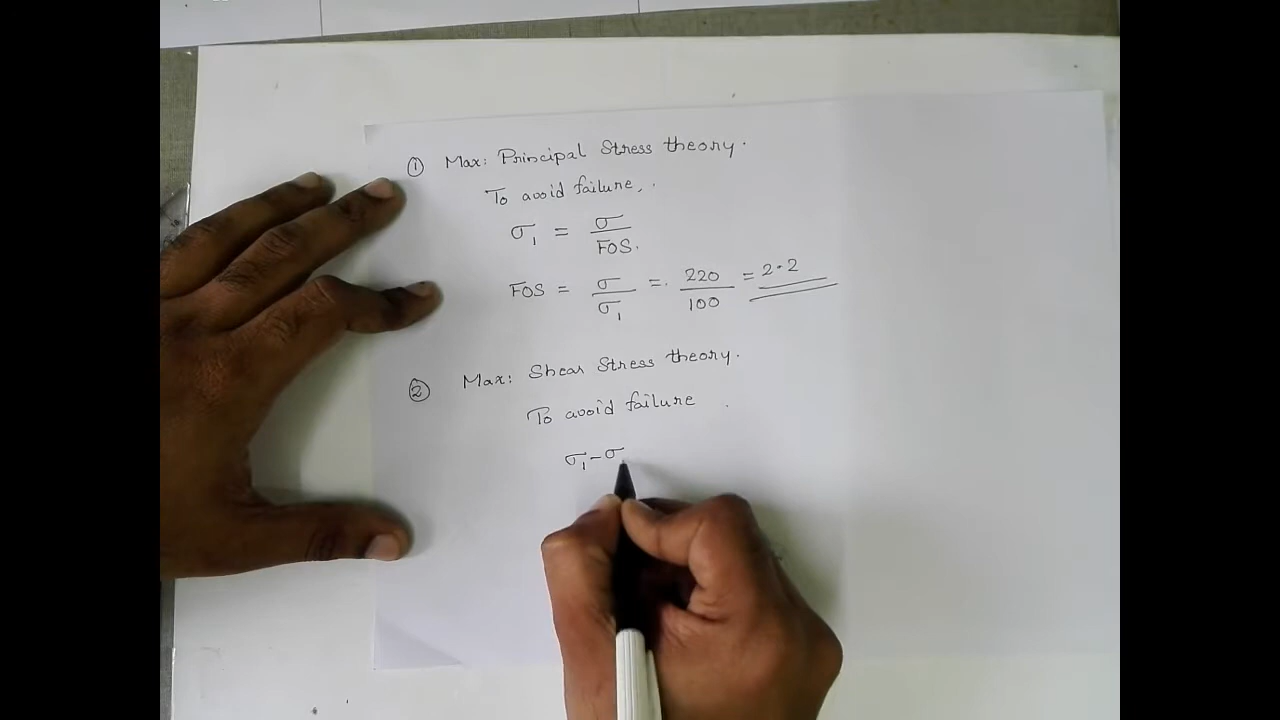 ① Max: Principal Stress theory.
To avoid failure,.
σ₁ = σ / FOS.
FOS = σ / σ₁ = 220 / 100 = 2.2
② Max: Shear Stress theory.
To avoid failure
σ₁ - σ